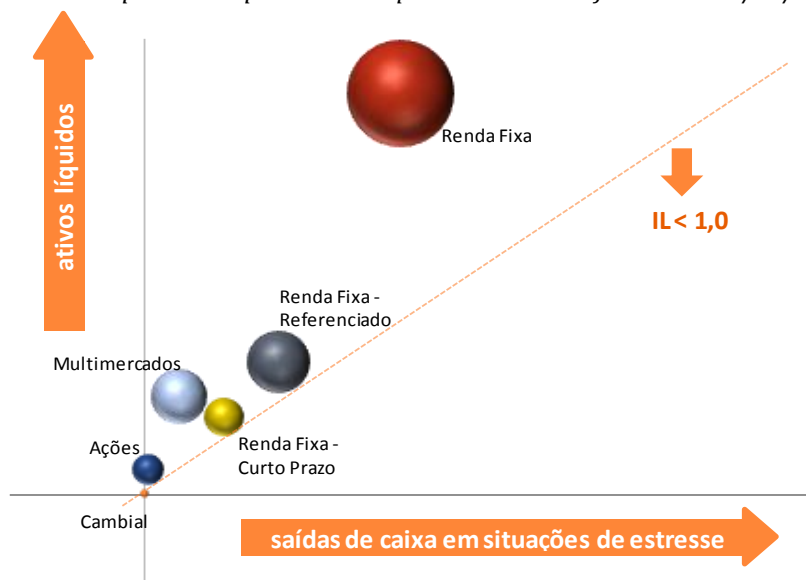 ativos líquidos
Renda Fixa
IL < 1,0
Renda Fixa -
Referenciado
Multimercados
Ações
Renda Fixa -
Curto Prazo
Cambial
saídas de caixa em situações de estresse